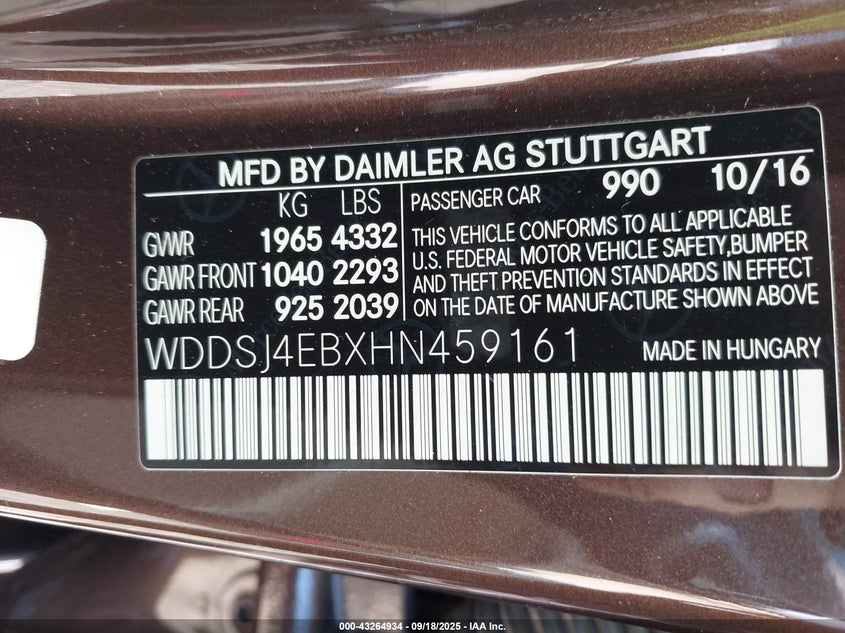 MFD BY DAIMLER AG STUTTGART
KG LBS
GVWR 1965 4332
GAWR FRONT 1040 2293
GAWR REAR 925 2039
PASSENGER CAR 990 10/16
THIS VEHICLE CONFORMS TO ALL APPLICABLE
U.S. FEDERAL MOTOR VEHICLE SAFETY,BUMPER
AND THEFT PREVENTION STANDARDS IN EFFECT
ON THE DATE OF MANUFACTURE SHOWN ABOVE
WDDSJ4EBXHN459161 MADE IN HUNGARY
000-43264934 - 09/18/2025 - IAA Inc.